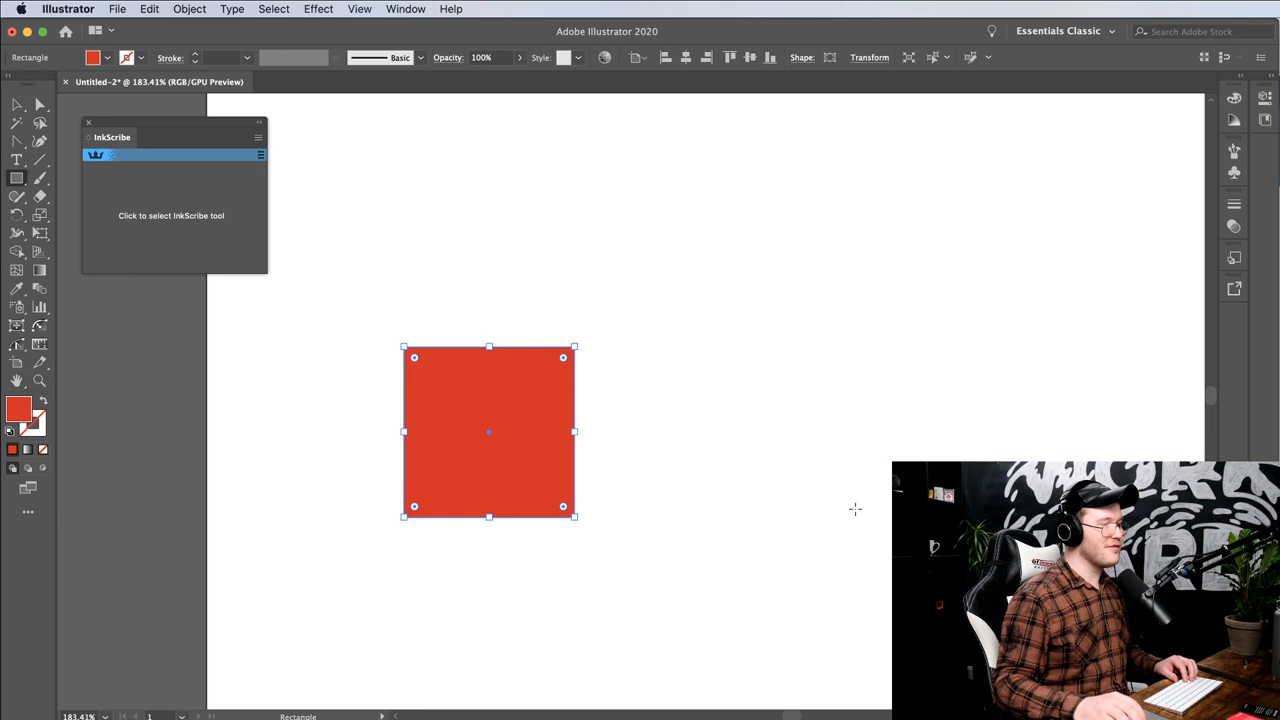 Illustrator File Edit Object Type Select Effect View Window Help
Adobe Illustrator 2020
Essentials Classic
Search Adobe Stock
Rectangle
Stroke:
Basic
Opacity: 100%
Style:
Shape:
Transform
Untitled-2* @ 183.41% (RGB/GPU Preview)
InkScribe
Click to select InkScribe tool
WORK
HARD
183.41%
1
Rectangle